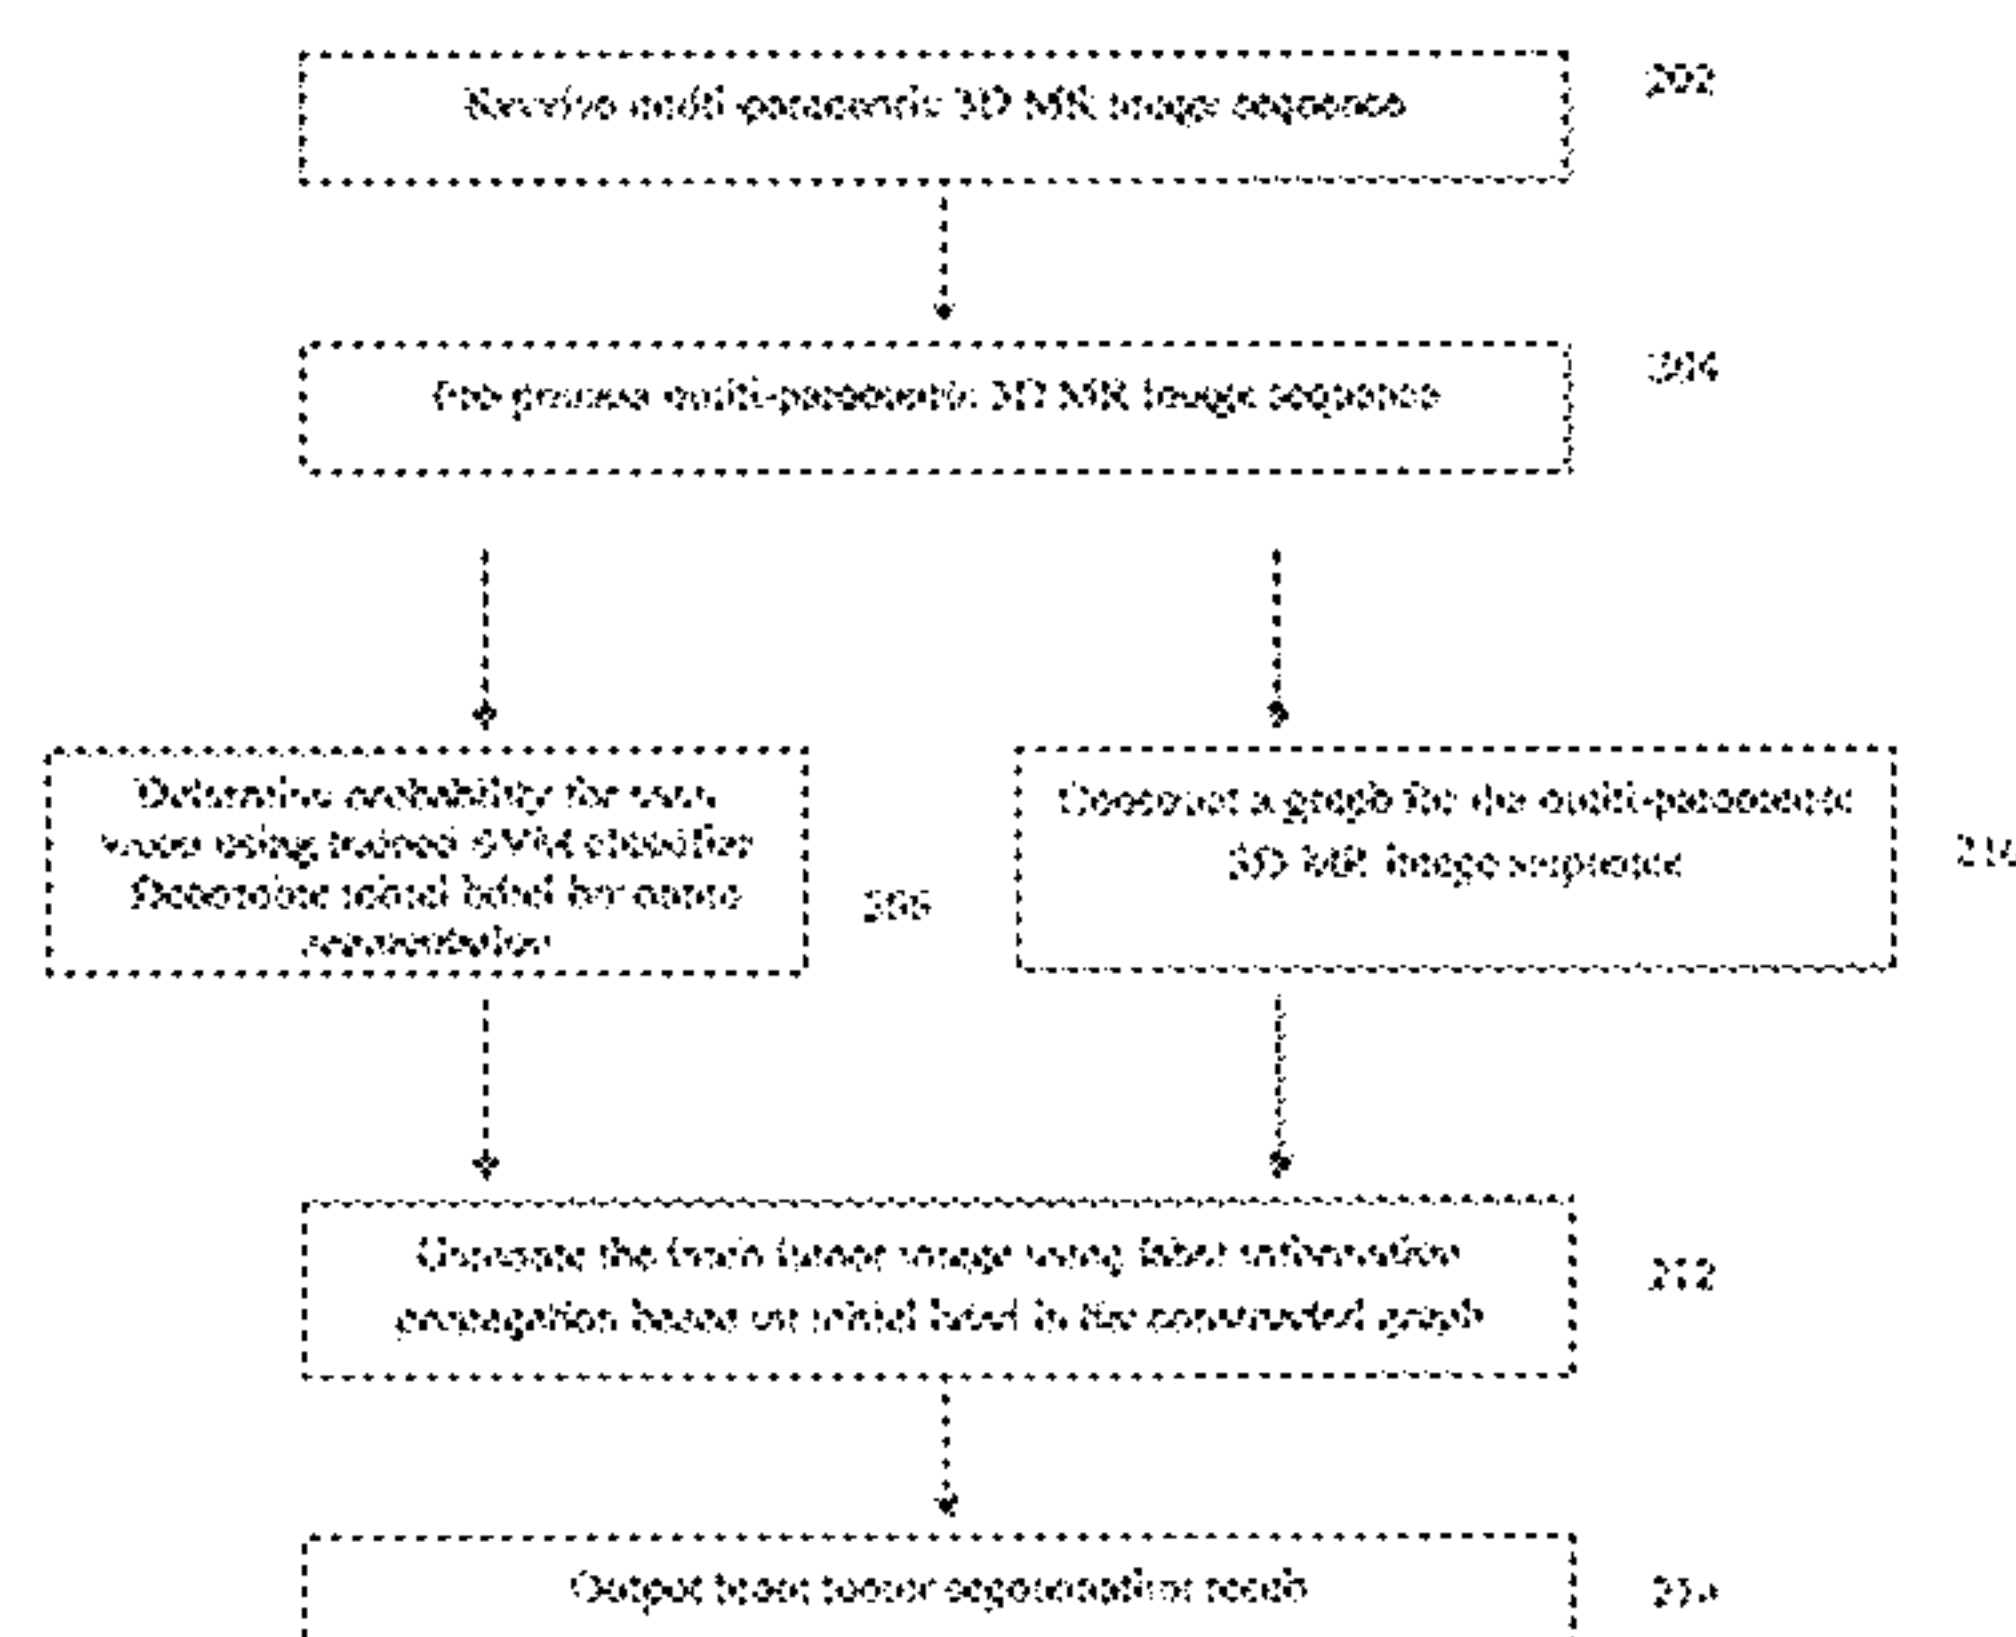 Receive multi-parametric 3D MR image sequence
202
Pre-process multi-parametric 3D MR image sequence
204
Determine probability for each
voxel using trained SVM classifier
Determine initial label for
segmentation
206
Construct a graph for the multi-parametric
3D MR image sequence
210
the brain tumor image using label information
propagation based on initial label in the constructed graph
212
Output brain tumor segmentation result